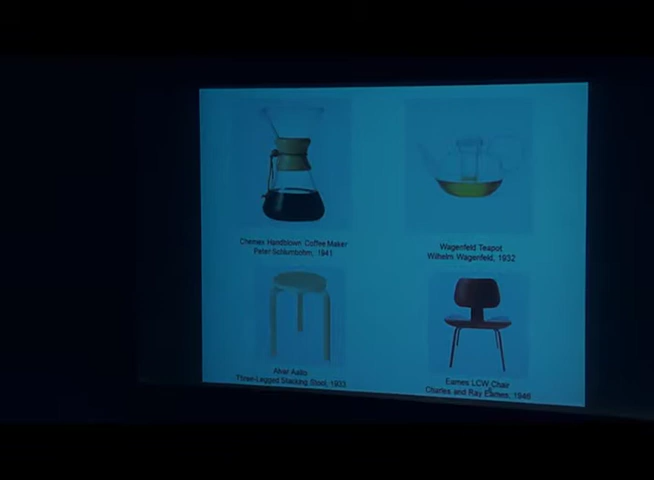 Chemex Handblown Coffee Maker
Peter Schlumbohm, 1941
Wagenfeld Teapot
Wilhelm Wagenfeld, 1932
Alvar Aalto
Three-Legged Stacking Stool, 1933
Eames LCW Chair
Charles and Ray Eames, 1946